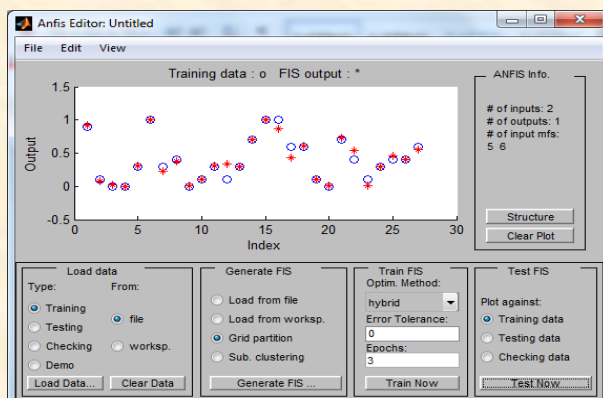 Anfis Editor: Untitled
File Edit View
Training data : o FIS output : *
1.5
1
0.5
0
-0.5
Output
0 5 10 15 20 25 30
Index
ANFIS Info.
# of inputs: 2
# of outputs: 1
# of input mfs:
5 6
Structure
Clear Plot
Load data
Type: From:
Training
Testing
Checking
Demo
file
worksp.
Load Data... Clear Data
Generate FIS
Load from file
Load from worksp.
Grid partition
Sub. clustering
Generate FIS ...
Train FIS
Optim. Method:
hybrid
Error Tolerance:
0
Epochs:
3
Train Now
Test FIS
Plot against:
Training data
Testing data
Checking data
Test Now